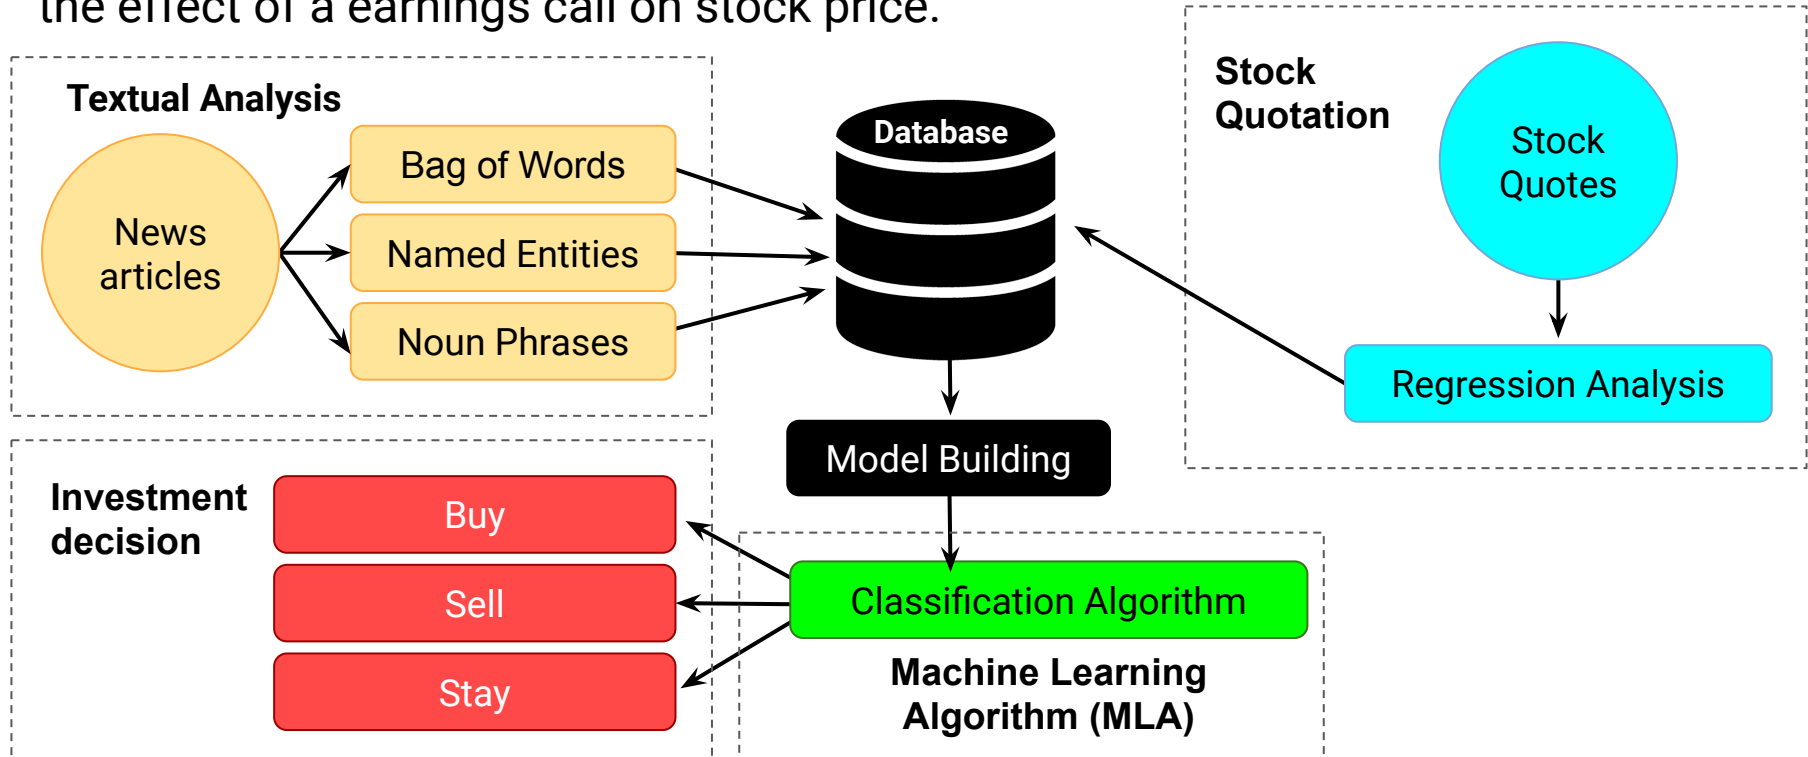 the effect of a earnings call on stock price.
Textual Analysis
News
articles
Bag of Words
Named Entities
Noun Phrases
Database
Stock
Quotation
Stock
Quotes
Regression Analysis
Model Building
Investment
decision
Buy
Sell
Stay
Classification Algorithm
Machine Learning
Algorithm (MLA)